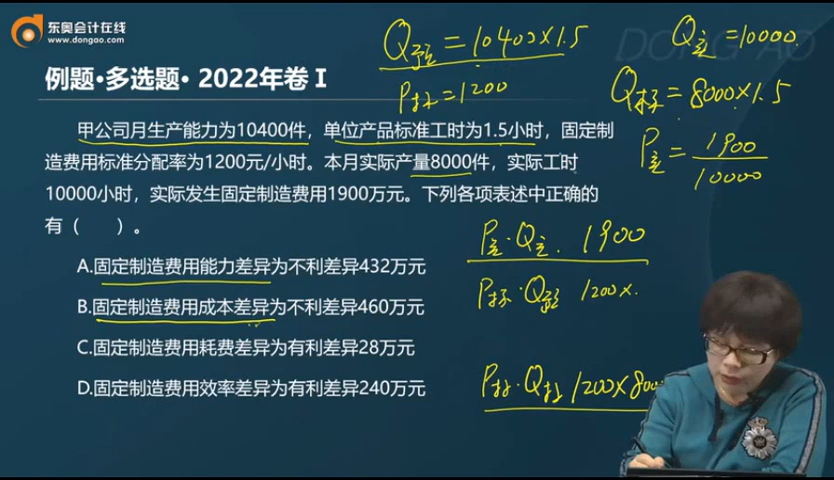 东奥会计在线
www.dongao.com
DONG AO
例题·多选题·2022年卷Ⅰ
甲公司月生产能力为10400件，单位产品标准工时为1.5小时，固定制
造费用标准分配率为1200元/小时。本月实际产量8000件，实际工时
10000小时，实际发生固定制造费用1900万元。下列各项表述中正确的
有（　　）。
A.固定制造费用能力差异为不利差异432万元
B.固定制造费用成本差异为不利差异460万元
C.固定制造费用耗费差异为有利差异28万元
D.固定制造费用效率差异为有利差异240万元
Q预=10400×1.5
P标=1200
Q实=10000.
Q标=8000×1.5
P实=1900
10000
P实·Q实. 1900
P标·Q预 1200×.
P标·Q标 1200×800